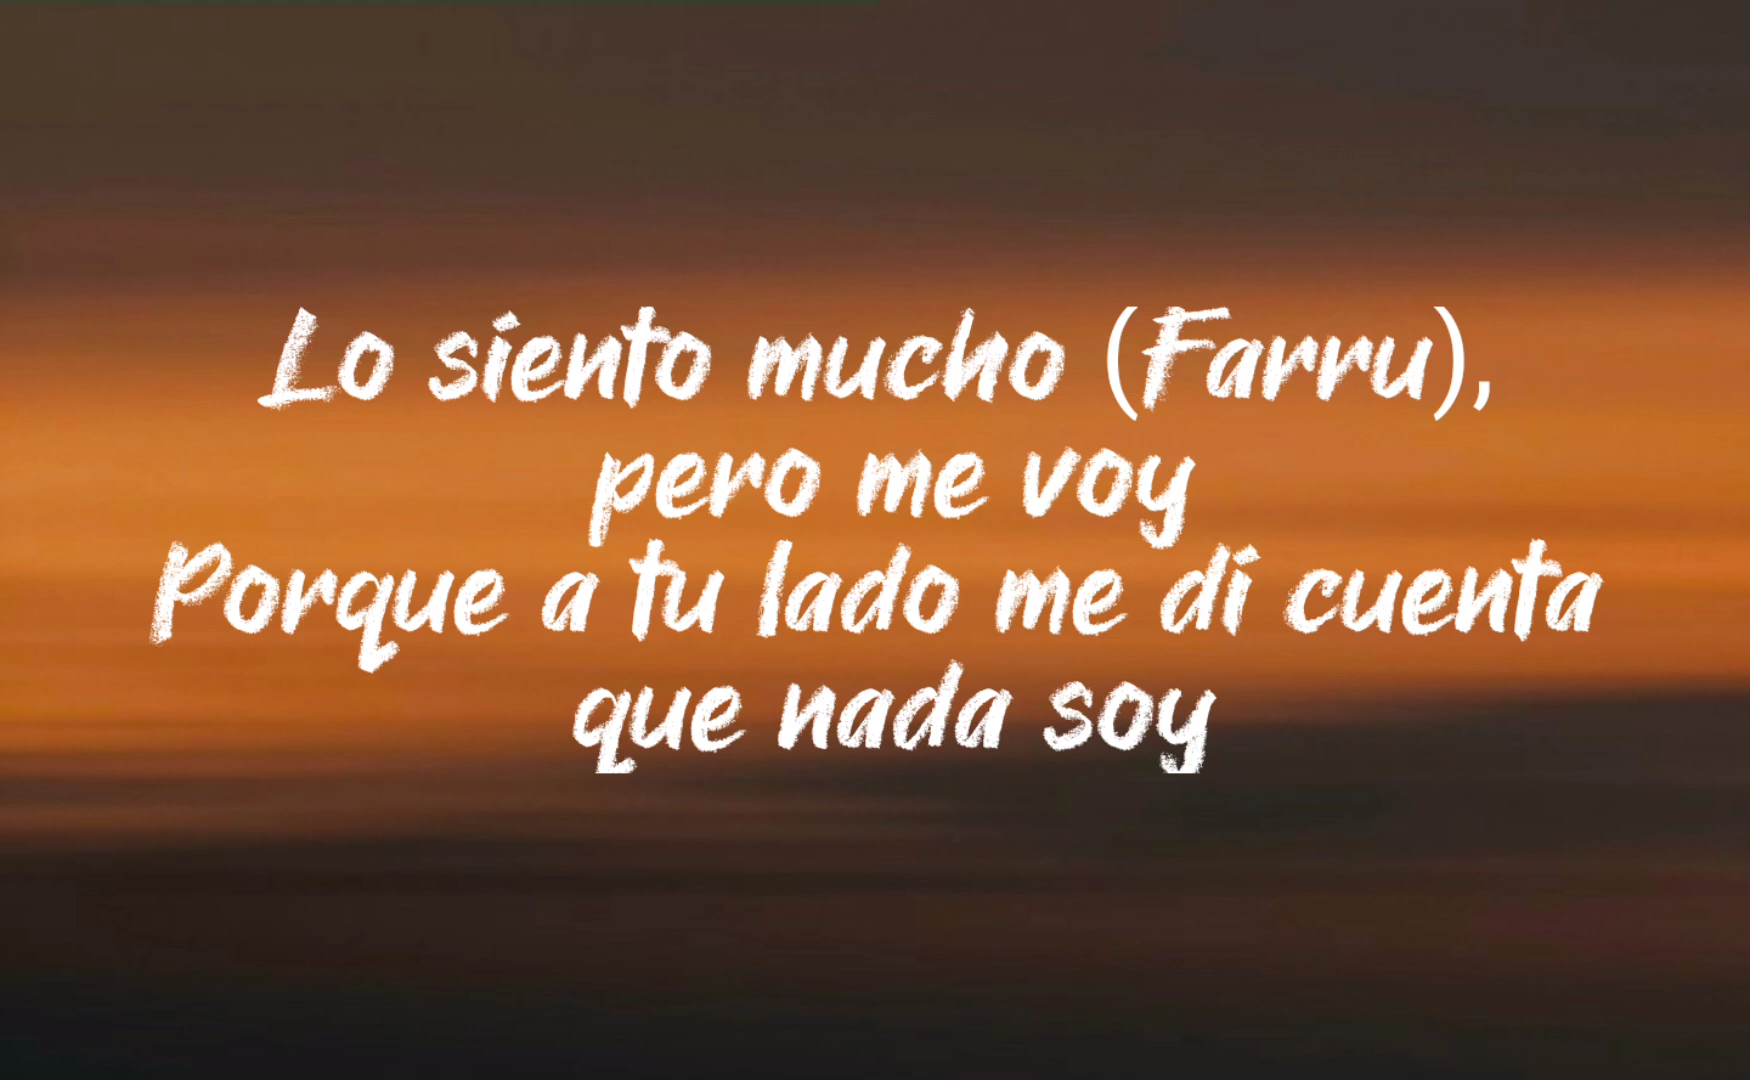 Lo siento mucho (Farru),
pero me voy
Porque a tu lado me di cuenta
que nada soy